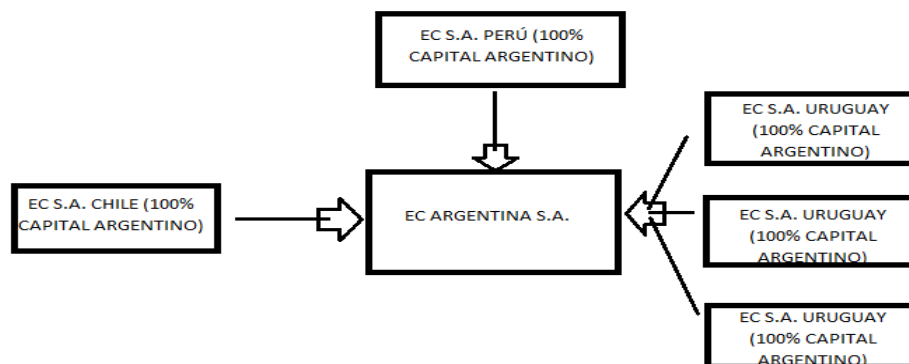 EC S.A. PERÚ (100%
CAPITAL ARGENTINO)
EC S.A. URUGUAY
(100% CAPITAL
ARGENTINO)
EC S.A. CHILE (100%
CAPITAL ARGENTINO)
EC ARGENTINA S.A.
EC S.A. URUGUAY
(100% CAPITAL
ARGENTINO)
EC S.A. URUGUAY
(100% CAPITAL
ARGENTINO)